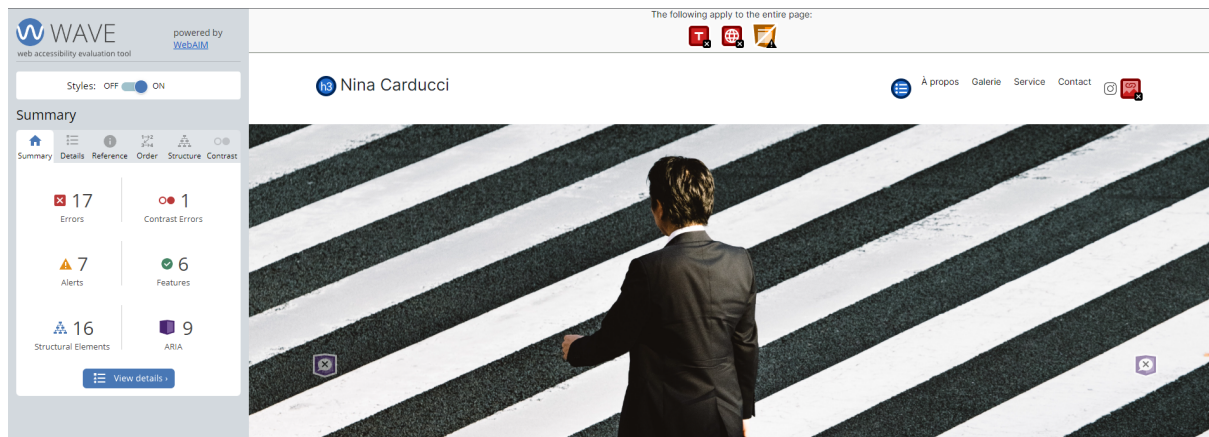 WAVE
web accessibility evaluation tool
powered by
WebAIM
Styles: OFF ON
Summary
Summary Details Reference Order Structure Contrast
17
Errors
1
Contrast Errors
7
Alerts
6
Features
16
Structural Elements
9
ARIA
View details ›
The following apply to the entire page:
T
h3 Nina Carducci
À propos Galerie Service Contact